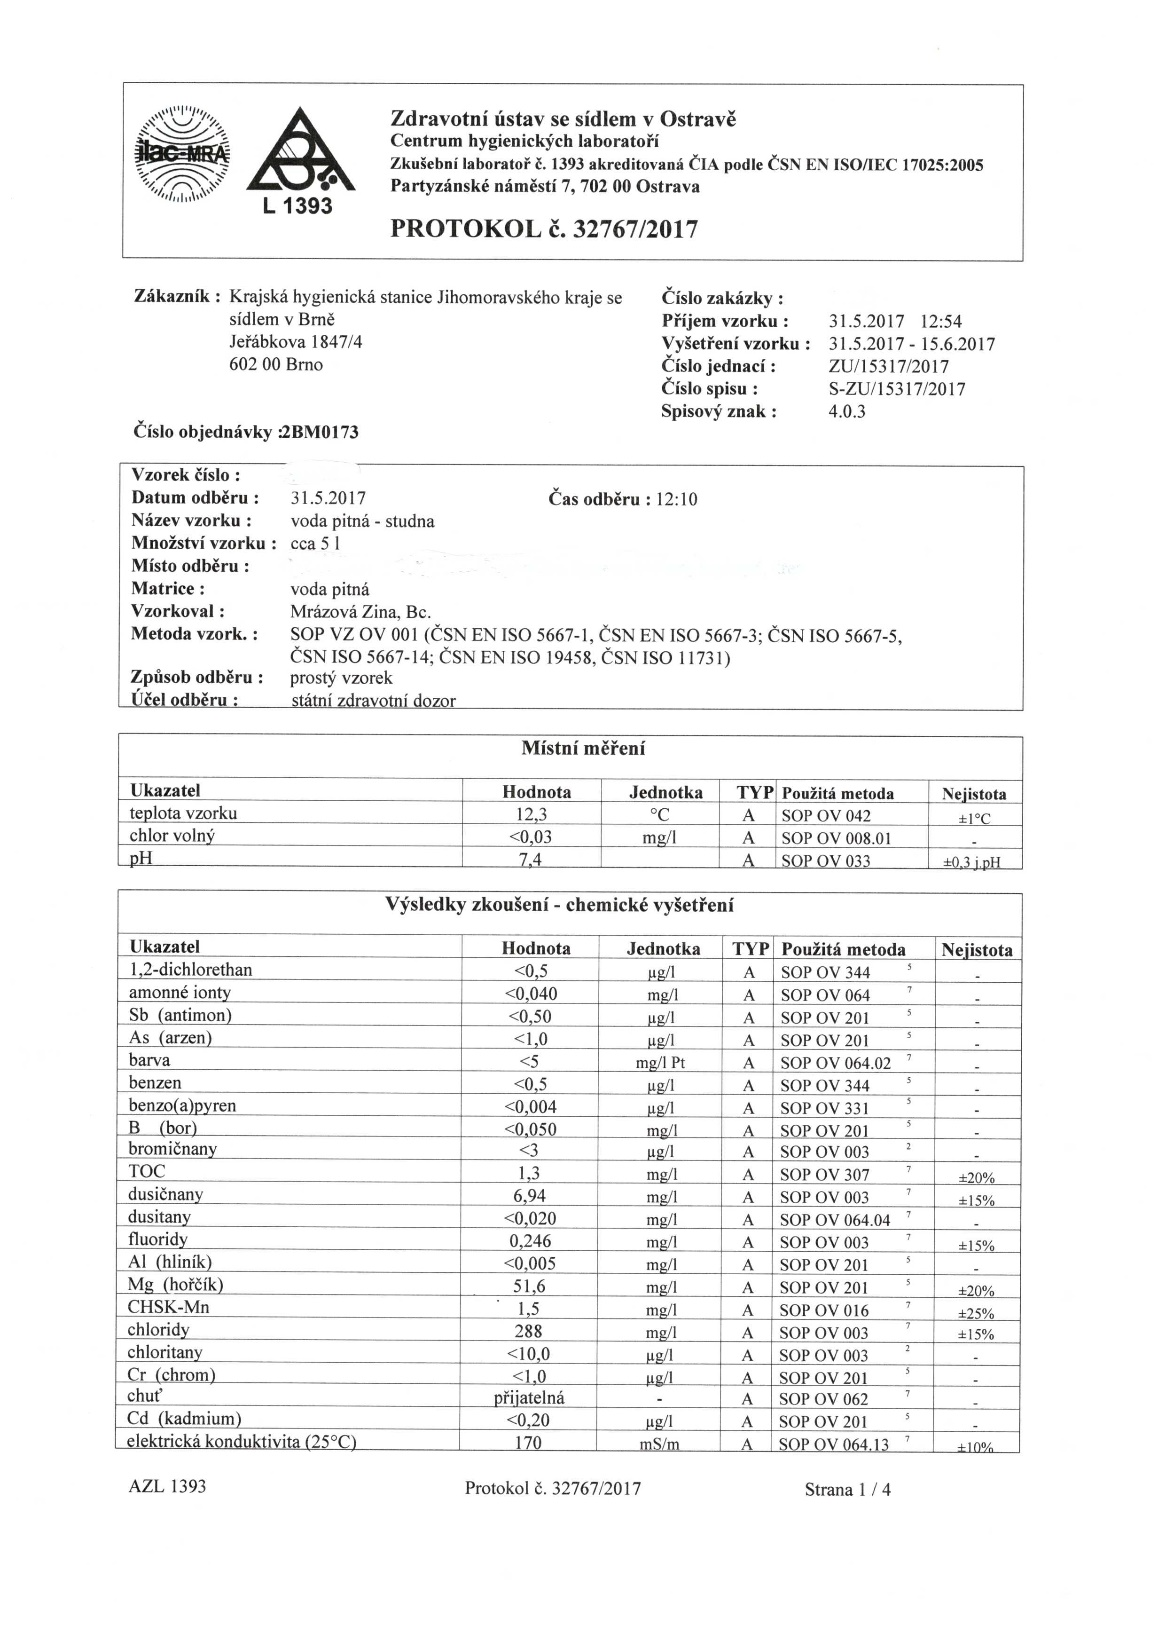 ilac-MRA
L 1393
Zdravotní ústav se sídlem v Ostravě
Centrum hygienických laboratoří
Zkušební laboratoř č. 1393 akreditovaná ČIA podle ČSN EN ISO/IEC 17025:2005
Partyzánské náměstí 7, 702 00 Ostrava
PROTOKOL č. 32767/2017
Zákazník : Krajská hygienická stanice Jihomoravského kraje se
sídlem v Brně
Jeřábkova 1847/4
602 00 Brno
Číslo objednávky :2BM0173
Číslo zakázky :
Příjem vzorku : 31.5.2017 12:54
Vyšetření vzorku : 31.5.2017 - 15.6.2017
Číslo jednací : ZU/15317/2017
Číslo spisu : S-ZU/15317/2017
Spisový znak : 4.0.3
Vzorek číslo :
Datum odběru : 31.5.2017 Čas odběru : 12:10
Název vzorku : voda pitná - studna
Množství vzorku : cca 5 l
Místo odběru :
Matrice : voda pitná
Vzorkoval : Mrázová Zina, Bc.
Metoda vzork. : SOP VZ OV 001 (ČSN EN ISO 5667-1, ČSN EN ISO 5667-3; ČSN ISO 5667-5,
ČSN ISO 5667-14; ČSN EN ISO 19458, ČSN ISO 11731)
Způsob odběru : prostý vzorek
Účel odběru : státní zdravotní dozor
Místní měření
Ukazatel Hodnota Jednotka TYP Použitá metoda Nejistota
teplota vzorku 12,3 °C A SOP OV 042 ±1°C
chlor volný <0,03 mg/l A SOP OV 008.01 -
pH 7,4 A SOP OV 033 ±0,3 j.pH
Výsledky zkoušení - chemické vyšetření
Ukazatel Hodnota Jednotka TYP Použitá metoda Nejistota
1,2-dichlorethan <0,5 µg/l A SOP OV 344 5 -
amonné ionty <0,040 mg/l A SOP OV 064 7 -
Sb (antimon) <0,50 µg/l A SOP OV 201 5 -
As (arzen) <1,0 µg/l A SOP OV 201 5 -
barva <5 mg/l Pt A SOP OV 064.02 7 -
benzen <0,5 µg/l A SOP OV 344 5 -
benzo(a)pyren <0,004 µg/l A SOP OV 331 5 -
B (bor) <0,050 mg/l A SOP OV 201 5 -
bromičnany <3 µg/l A SOP OV 003 2 -
TOC 1,3 mg/l A SOP OV 307 7 ±20%
dusičnany 6,94 mg/l A SOP OV 003 7 ±15%
dusitany <0,020 mg/l A SOP OV 064.04 7 -
fluoridy 0,246 mg/l A SOP OV 003 7 ±15%
Al (hliník) <0,005 mg/l A SOP OV 201 5 -
Mg (hořčík) 51,6 mg/l A SOP OV 201 5 ±20%
CHSK-Mn 1,5 mg/l A SOP OV 016 7 ±25%
chloridy 288 mg/l A SOP OV 003 7 ±15%
chloritany <10,0 µg/l A SOP OV 003 2 -
Cr (chrom) <1,0 µg/l A SOP OV 201 5 -
chuť přijatelná - A SOP OV 062 7 -
Cd (kadmium) <0,20 µg/l A SOP OV 201 5 -
elektrická konduktivita (25°C) 170 mS/m A SOP OV 064.13 7 ±10%
AZL 1393 Protokol č. 32767/2017 Strana 1 / 4